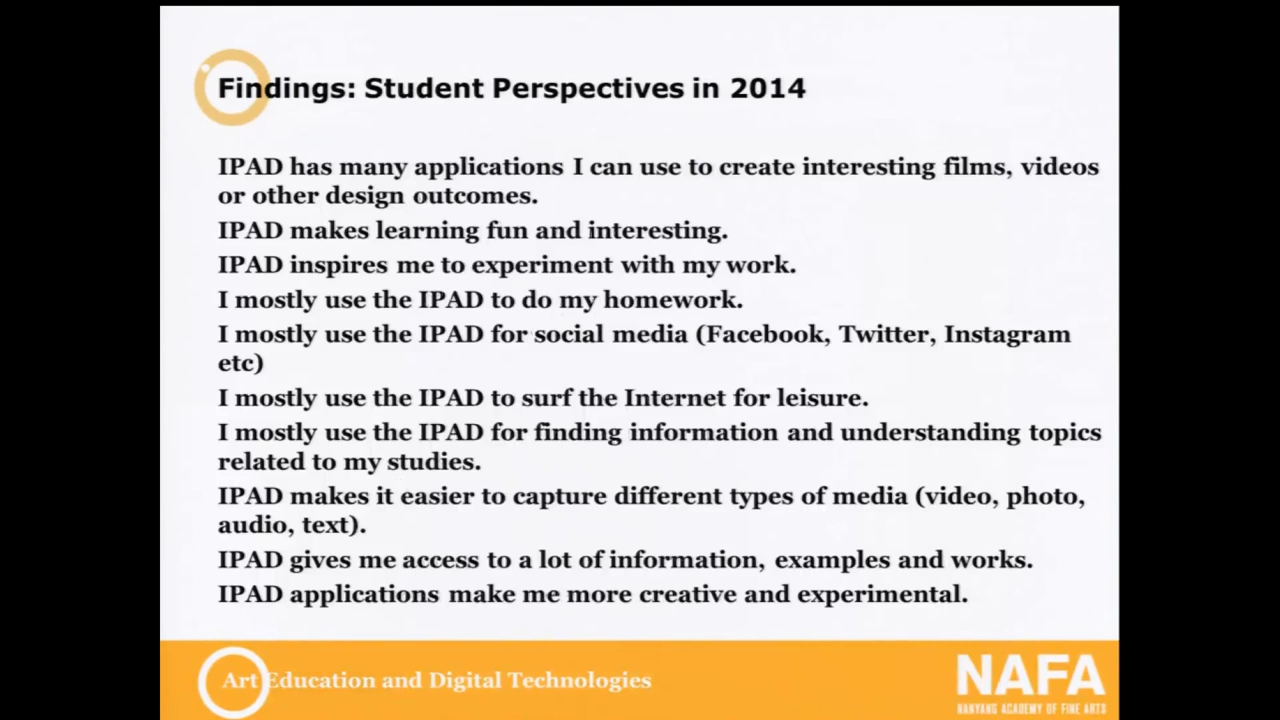 Findings: Student Perspectives in 2014
IPAD has many applications I can use to create interesting films, videos
or other design outcomes.
IPAD makes learning fun and interesting.
IPAD inspires me to experiment with my work.
I mostly use the IPAD to do my homework.
I mostly use the IPAD for social media (Facebook, Twitter, Instagram
etc)
I mostly use the IPAD to surf the Internet for leisure.
I mostly use the IPAD for finding information and understanding topics
related to my studies.
IPAD makes it easier to capture different types of media (video, photo,
audio, text).
IPAD gives me access to a lot of information, examples and works.
IPAD applications make me more creative and experimental.
Art Education and Digital Technologies
NAFA
NANYANG ACADEMY OF FINE ARTS